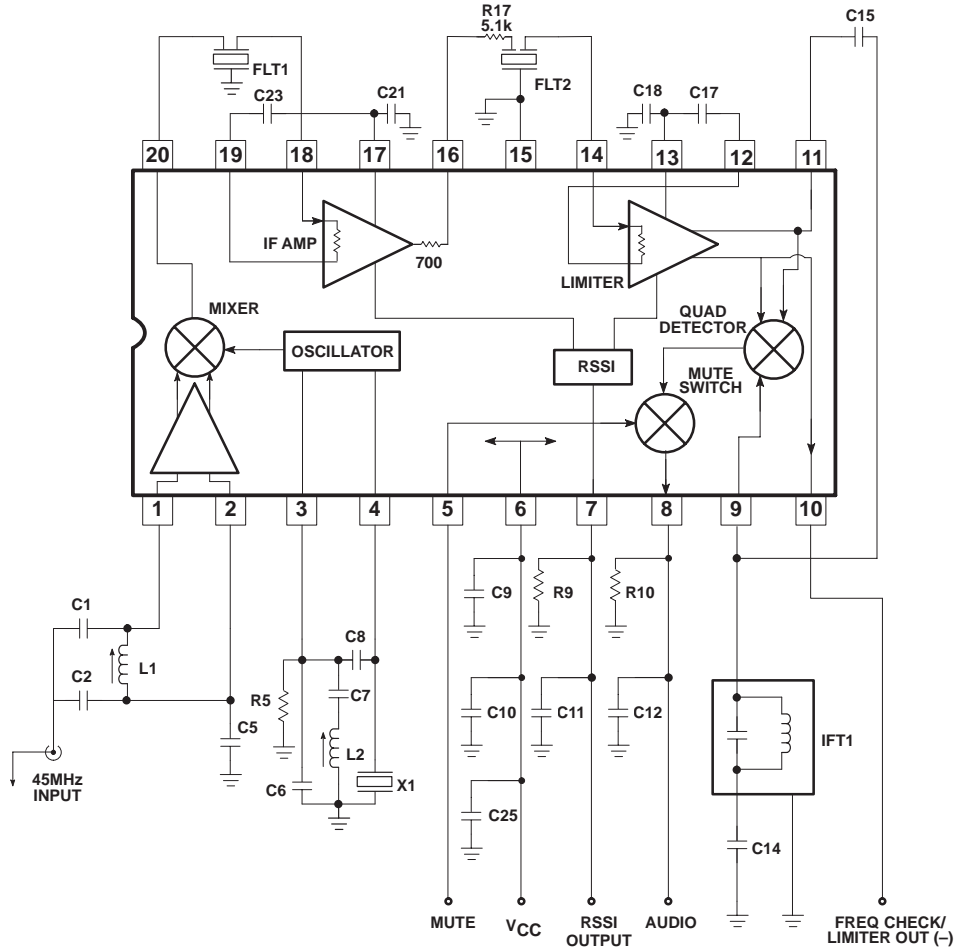 R17
5.1k
C15
FLT1
FLT2
C23
C21
C18
C17
20
19
18
17
16
15
14
13
12
11
IF AMP
700
LIMITER
MIXER
OSCILLATOR
RSSI
QUAD
DETECTOR
MUTE
SWITCH
1
2
3
4
5
6
7
8
9
10
C9
R9
R10
C1
L1
C2
C8
R5
C7
C5
L2
C6
X1
C10
C11
C12
C25
IFT1
C14
45MHz
INPUT
MUTE
VCC
RSSI
OUTPUT
AUDIO
FREQ CHECK/
LIMITER OUT (–)